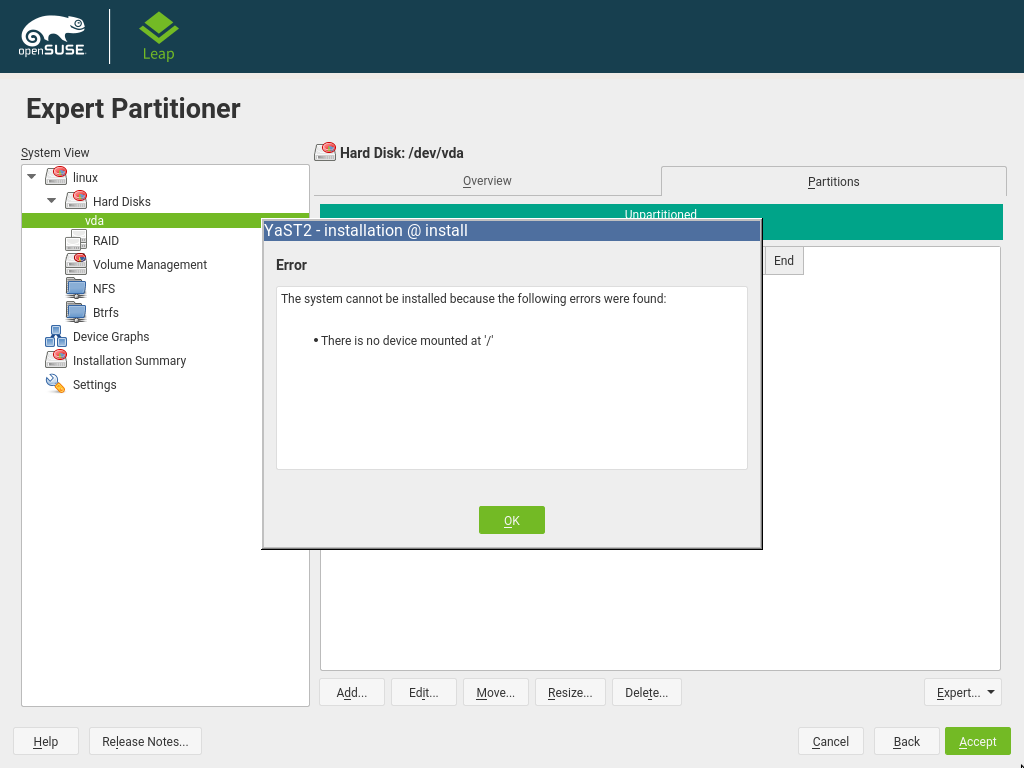 openSUSE
Leap
Expert Partitioner
System View
linux
Hard Disks
vda
RAID
Volume Management
NFS
Btrfs
Device Graphs
Installation Summary
Settings
Hard Disk: /dev/vda
Overview
Partitions
Unpartitioned
End
YaST2 - installation @ install
Error
The system cannot be installed because the following errors were found:
• There is no device mounted at '/'
OK
Add...
Edit...
Move...
Resize...
Delete...
Expert...
Help
Release Notes...
Cancel
Back
Accept